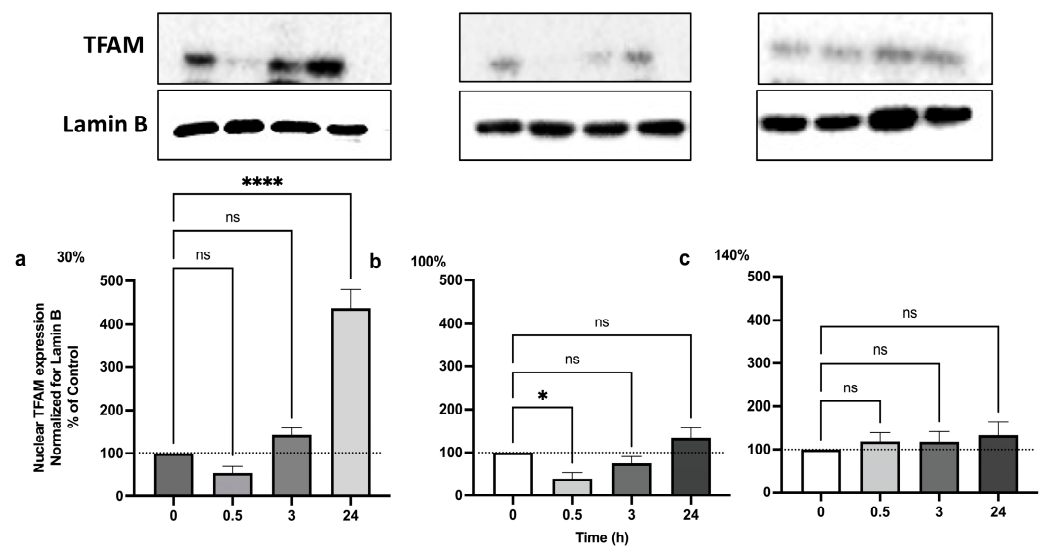 TFAM
Lamin B
****
ns
ns
a
30%
Nuclear TFAM expression
Normalized for Lamin B
% of Control
500
400
300
200
100
0
0 0.5 3 24
b
100%
500
400
300
200
100
0
ns
ns
*
0 0.5 3 24
Time (h)
c
140%
500
400
300
200
100
0
ns
ns
ns
0 0.5 3 24